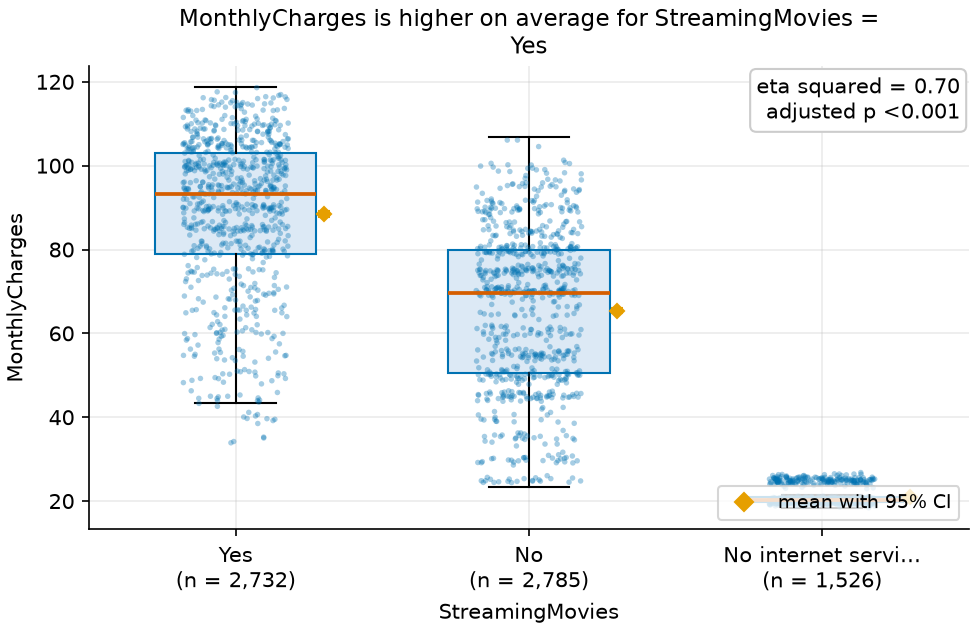 MonthlyCharges is higher on average for StreamingMovies =
Yes
eta squared = 0.70
adjusted p <0.001
MonthlyCharges
120
100
80
60
40
20
mean with 95% CI
Yes
(n = 2,732)
No
(n = 2,785)
No internet servi...
(n = 1,526)
StreamingMovies